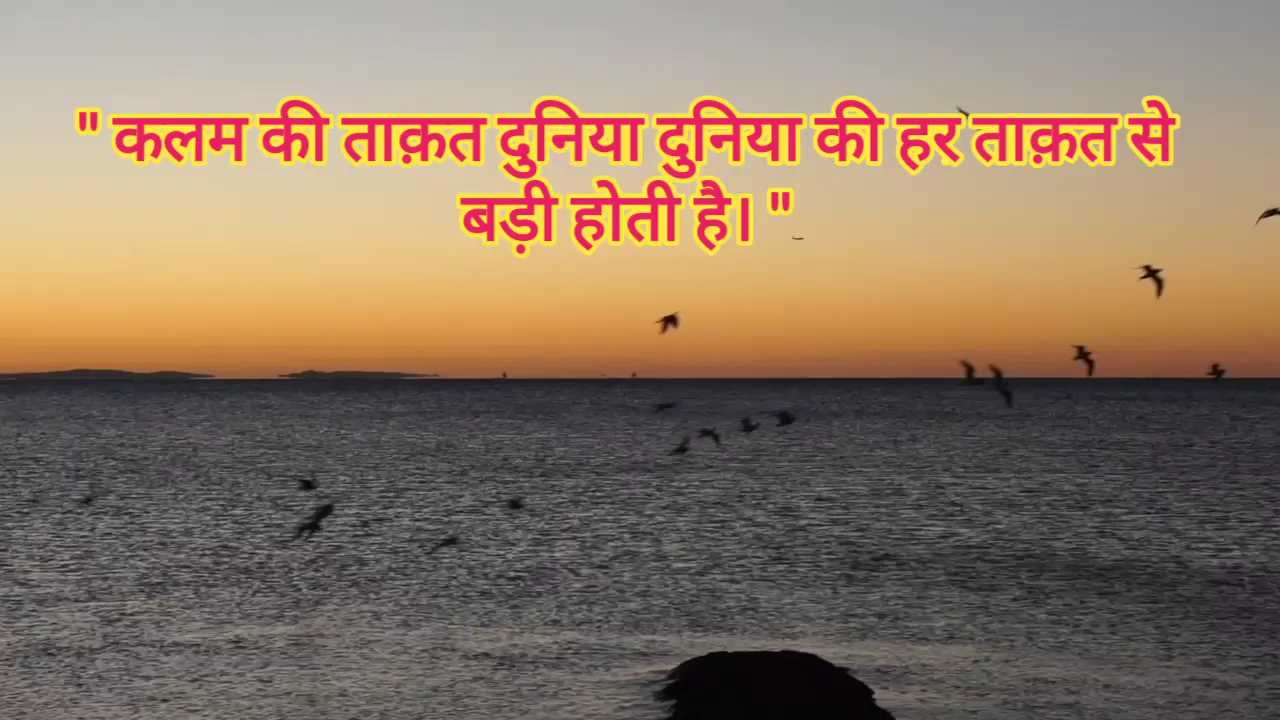 " कलम की ताक़त दुनिया दुनिया की हर ताक़त से
बड़ी होती है। "